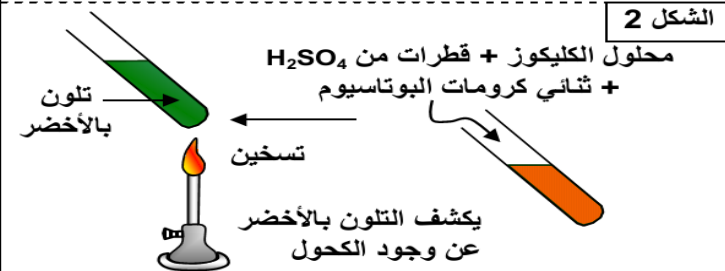 الشكل 2
محلول الكليكوز + قطرات من H₂SO₄
+ ثنائي كرومات البوتاسيوم
تلون
بالأخضر
تسخين
يكشف التلون بالأخضر
عن وجود الكحول